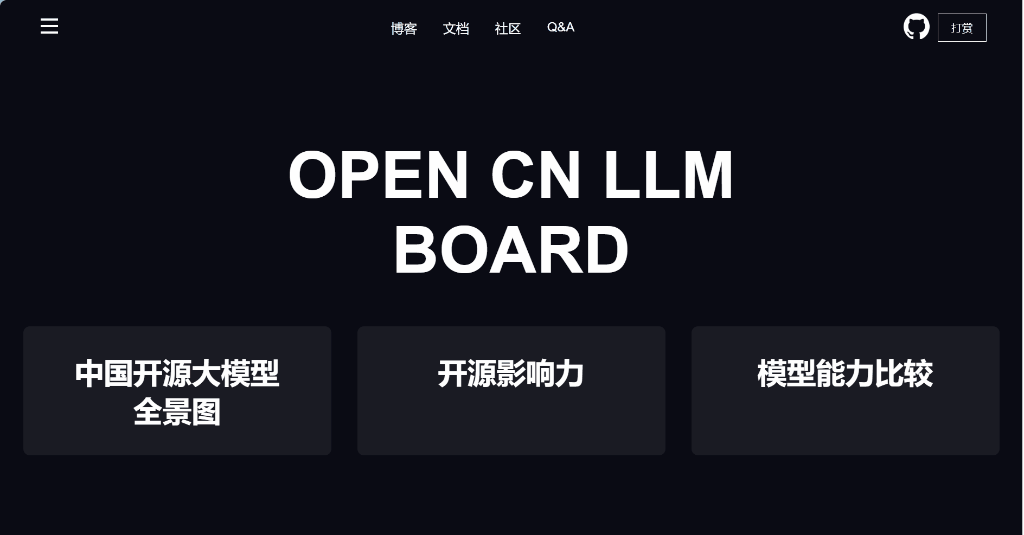 博客 文档 社区 Q&A 打赏
OPEN CN LLM
BOARD
中国开源大模型
全景图
开源影响力
模型能力比较